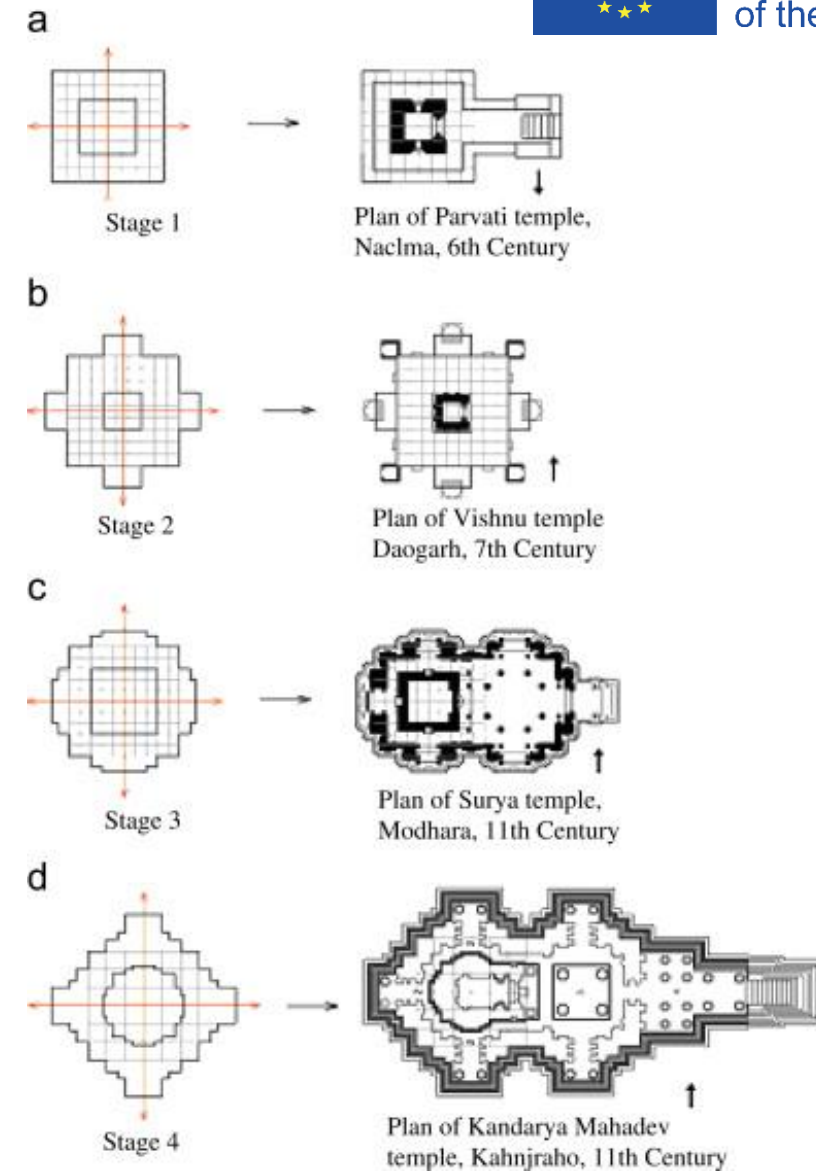 of the
a
Stage 1
Plan of Parvati temple,
Naclma, 6th Century
b
Stage 2
Plan of Vishnu temple
Daogarh, 7th Century
c
Stage 3
Plan of Surya temple,
Modhara, 11th Century
d
Stage 4
Plan of Kandarya Mahadev
temple, Kahnjraho, 11th Century